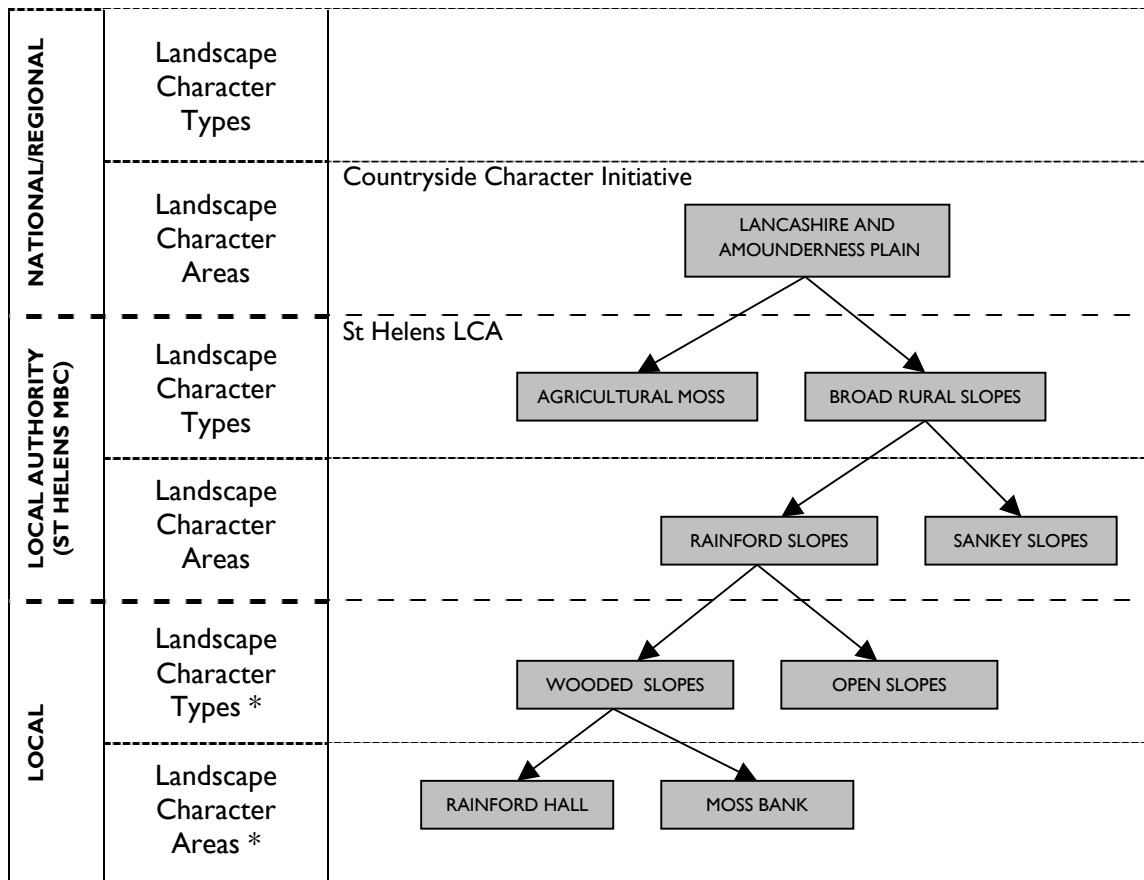 NATIONAL/REGIONAL
Landscape
Character
Types
Landscape
Character
Areas
Countryside Character Initiative
LANCASHIRE AND
AMOUNDERNESS PLAIN
LOCAL AUTHORITY
(ST HELENS MBC)
Landscape
Character
Types
St Helens LCA
AGRICULTURAL MOSS
BROAD RURAL SLOPES
Landscape
Character
Areas
RAINFORD SLOPES
SANKEY SLOPES
LOCAL
Landscape
Character
Types *
WOODED SLOPES
OPEN SLOPES
Landscape
Character
Areas *
RAINFORD HALL
MOSS BANK